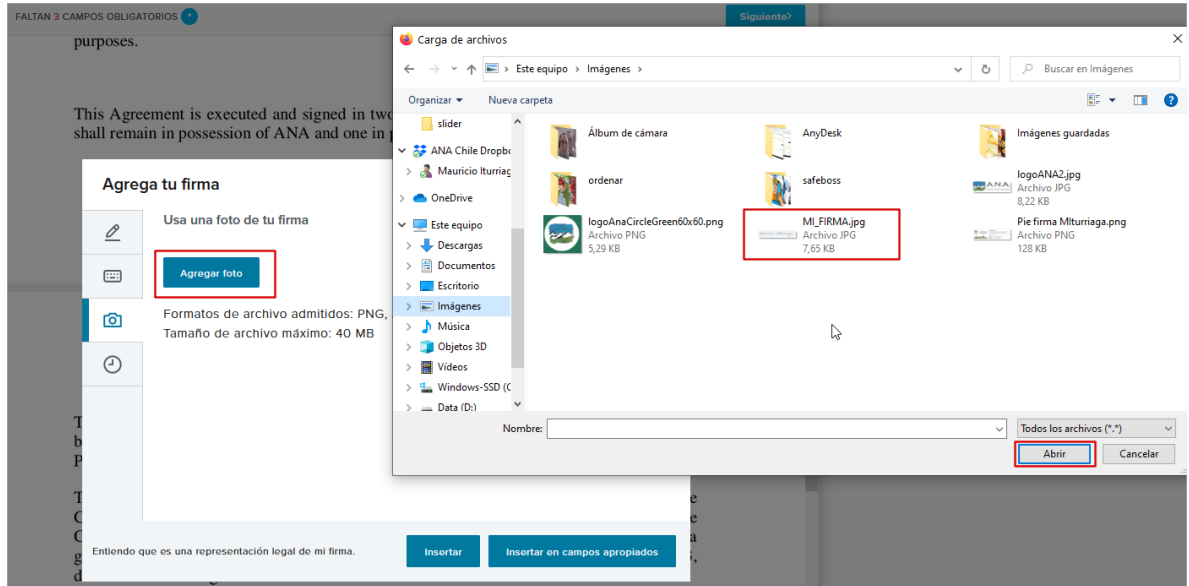 FALTAN 3 CAMPOS OBLIGATORIOS *
Siguiente>
purposes.
This Agreement is executed and signed in two
shall remain in possession of ANA and one in
Agrega tu firma
Usa una foto de tu firma
Agregar foto
Formatos de archivo admitidos: PNG,
Tamaño de archivo máximo: 40 MB
Entiendo que es una representación legal de mi firma.
Insertar
Insertar en campos apropiados
Carga de archivos
Este equipo > Imágenes >
Buscar en Imágenes
Organizar
Nueva carpeta
slider
ANA Chile Dropbo
Mauricio Iturriag
OneDrive
Este equipo
Descargas
Documentos
Escritorio
Imágenes
Música
Objetos 3D
Vídeos
Windows-SSD (C
Data (D:)
Álbum de cámara
AnyDesk
Imágenes guardadas
ordenar
safeboss
logoANA2.jpg
Archivo JPG
8,22 KB
logoAnaCircleGreen60x60.png
Archivo PNG
5,29 KB
MI_FIRMA.jpg
Archivo JPG
7,65 KB
Pie firma MIturriaga.png
Archivo PNG
128 KB
Nombre:
Todos los archivos (*.*)
Abrir
Cancelar